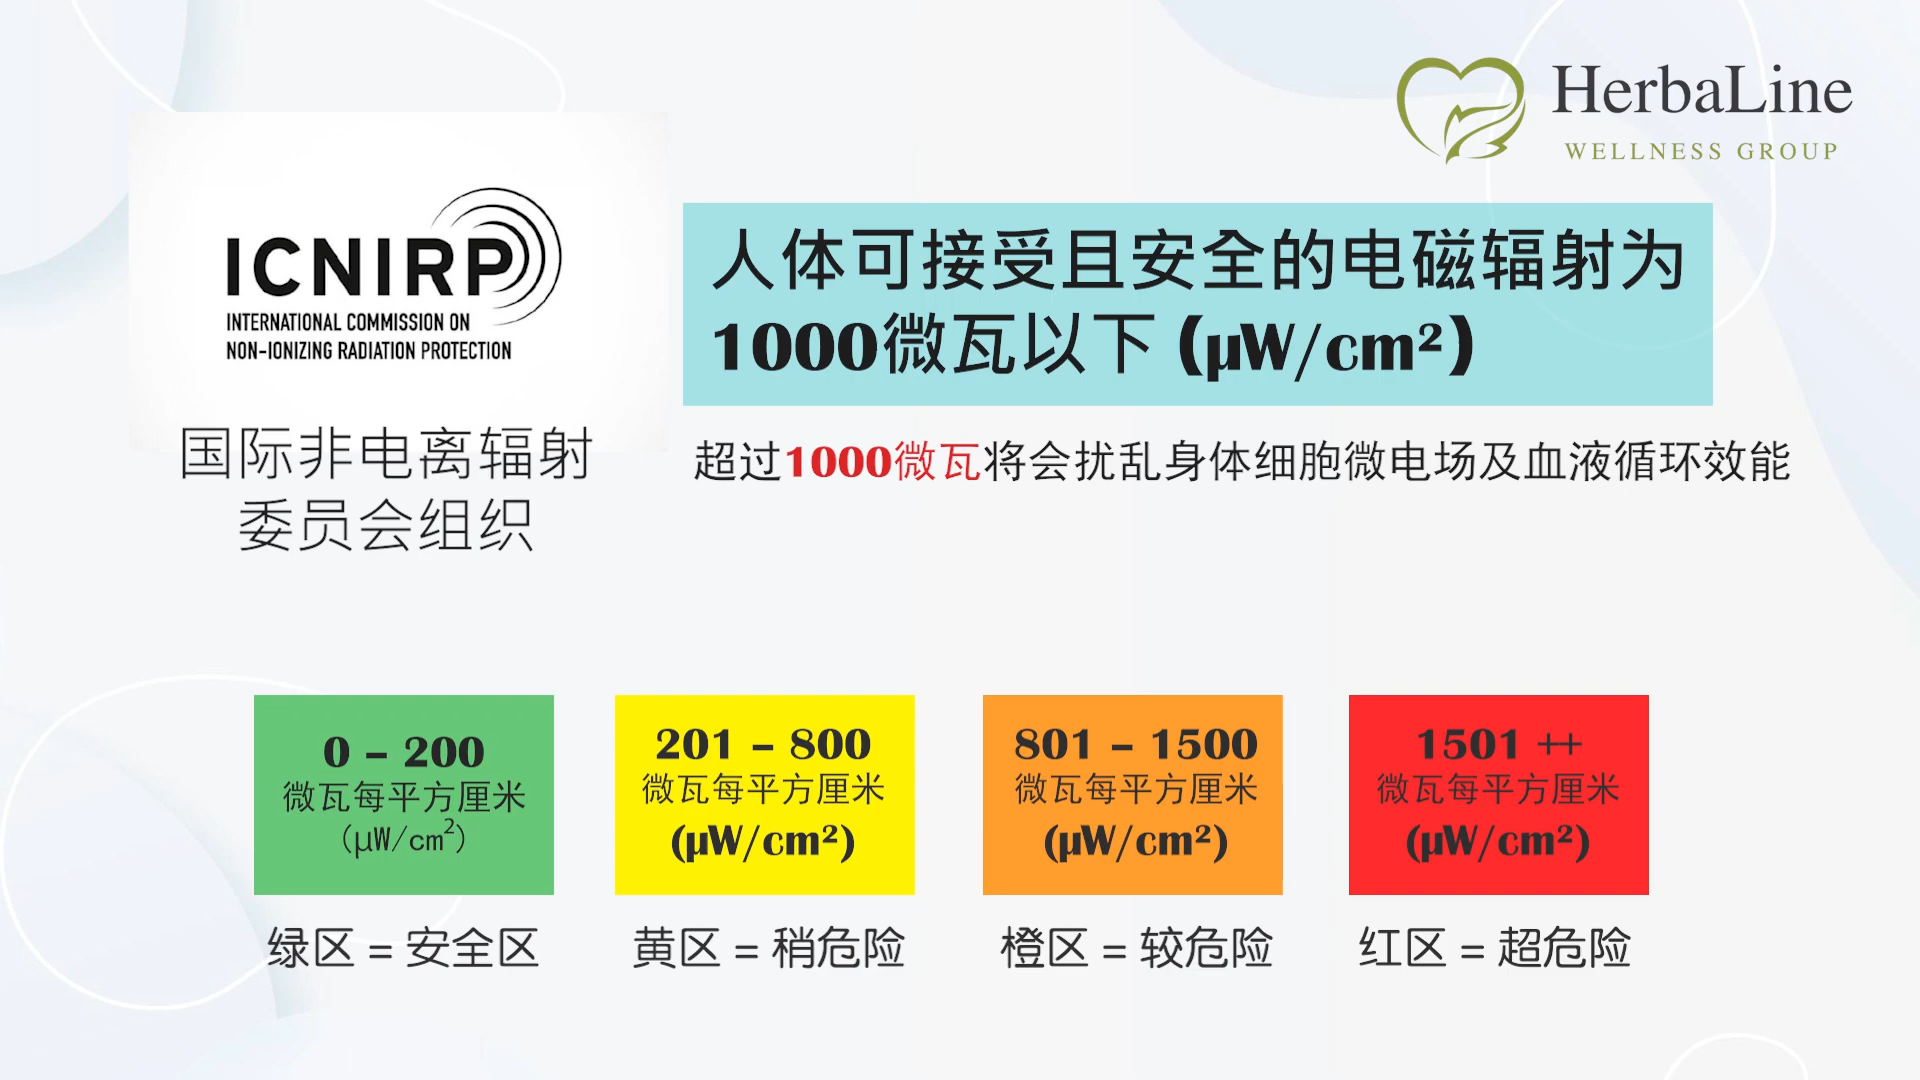 HerbaLine
WELLNESS GROUP
ICNIRP
INTERNATIONAL COMMISSION ON
NON-IONIZING RADIATION PROTECTION
国际非电离辐射
委员会组织
人体可接受且安全的电磁辐射为
1000微瓦以下 (µW/cm²)
超过1000微瓦将会扰乱身体细胞微电场及血液循环效能
0 – 200
微瓦每平方厘米
(µW/cm²)
绿区 = 安全区
201 – 800
微瓦每平方厘米
(µW/cm²)
黄区 = 稍危险
801 – 1500
微瓦每平方厘米
(µW/cm²)
橙区 = 较危险
1501 ++
微瓦每平方厘米
(µW/cm²)
红区 = 超危险